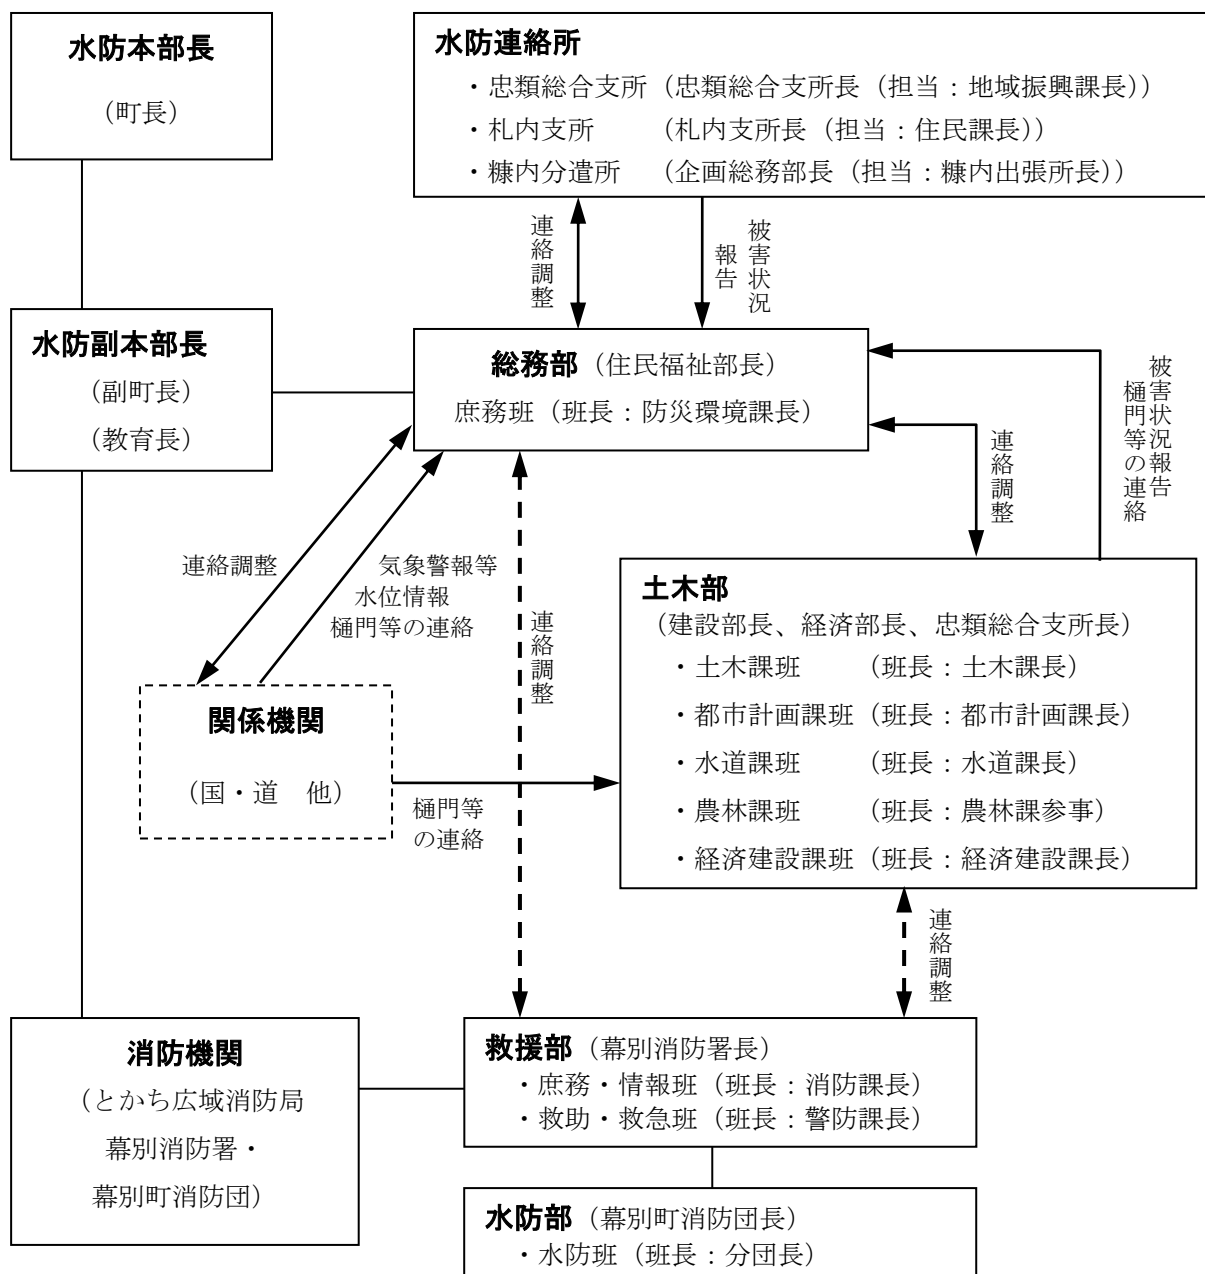 水防本部長
（町長）
水防連絡所
・忠類総合支所（忠類総合支所長（担当：地域振興課長））
・札内支所　　（札内支所長（担当：住民課長））
・糠内分遣所　（企画総務部長（担当：糠内出張所長））
連絡調整
被害状況
報告
水防副本部長
（副町長）
（教育長）
総務部（住民福祉部長）
庶務班（班長：防災環境課長）
被害状況報告
樋門等の連絡
連絡調整
連絡調整
気象警報等
水位情報
樋門等の連絡
連絡調整
土木部
（建設部長、経済部長、忠類総合支所長）
・土木課班　　（班長：土木課長）
・都市計画課班（班長：都市計画課長）
・水道課班　　（班長：水道課長）
・農林課班　　（班長：農林課参事）
・経済建設課班（班長：経済建設課長）
関係機関
（国・道　他）
樋門等
の連絡
連絡調整
消防機関
（とかち広域消防局
幕別消防署・
幕別町消防団）
救援部（幕別消防署長）
・庶務・情報班（班長：消防課長）
・救助・救急班（班長：警防課長）
水防部（幕別町消防団長）
・水防班（班長：分団長）